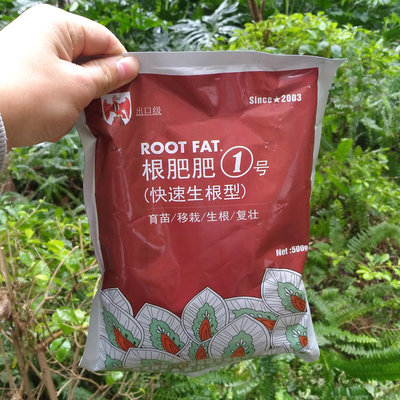 出口级
Since★2003
ROOT FAT.
根肥肥①号
(快速生根型)
育苗/移栽/生根/复壮
Net:500g